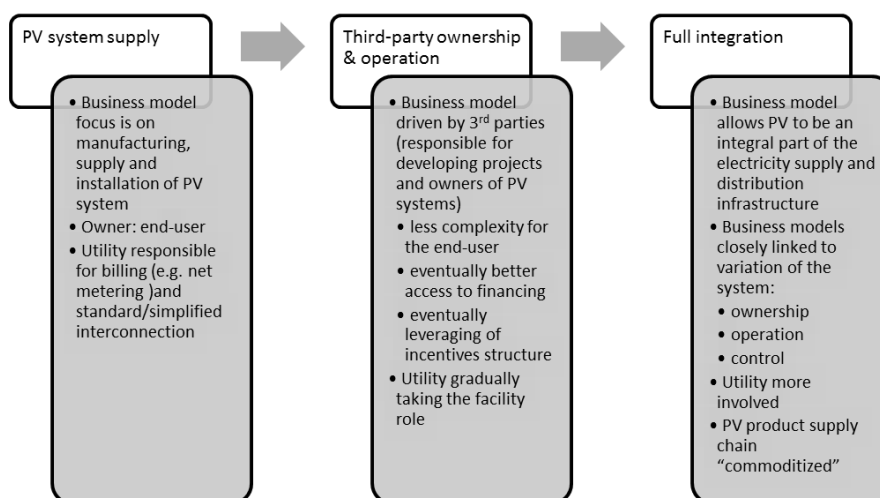 PV system supply
• Business model
focus is on
manufacturing,
supply and
installation of PV
system
• Owner: end-user
• Utility responsible
for billing (e.g. net
metering )and
standard/simplified
interconnection
Third-party ownership
& operation
• Business model
driven by 3rd parties
(responsible for
developing projects
and owners of PV
systems)
• less complexity for
the end-user
• eventually better
access to financing
• eventually
leveraging of
incentives structure
• Utility gradually
taking the facility
role
Full integration
• Business model
allows PV to be an
integral part of the
electricity supply and
distribution
infrastructure
• Business models
closely linked to
variation of the
system:
• ownership
• operation
• control
• Utility more
involved
• PV product supply
chain
“commoditized”